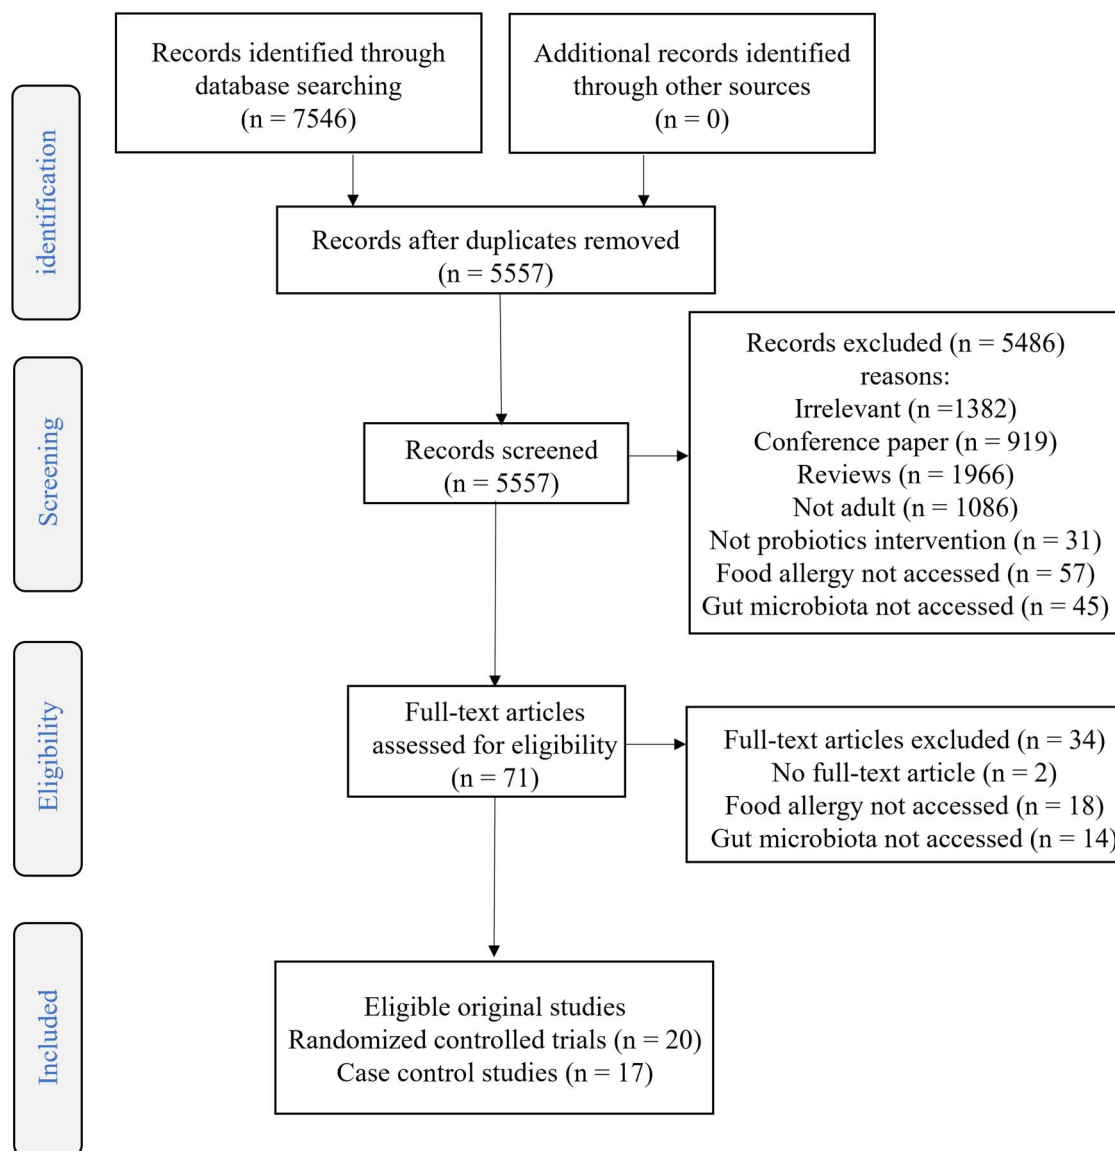 Records identified through
database searching
(n = 7546)
Additional records identified
through other sources
(n = 0)
identification
Records after duplicates removed
(n = 5557)
Screening
Records screened
(n = 5557)
Records excluded (n = 5486)
reasons:
Irrelevant (n =1382)
Conference paper (n = 919)
Reviews (n = 1966)
Not adult (n = 1086)
Not probiotics intervention (n = 31)
Food allergy not accessed (n = 57)
Gut microbiota not accessed (n = 45)
Eligibility
Full-text articles
assessed for eligibility
(n = 71)
Full-text articles excluded (n = 34)
No full-text article (n = 2)
Food allergy not accessed (n = 18)
Gut microbiota not accessed (n = 14)
Included
Eligible original studies
Randomized controlled trials (n = 20)
Case control studies (n = 17)